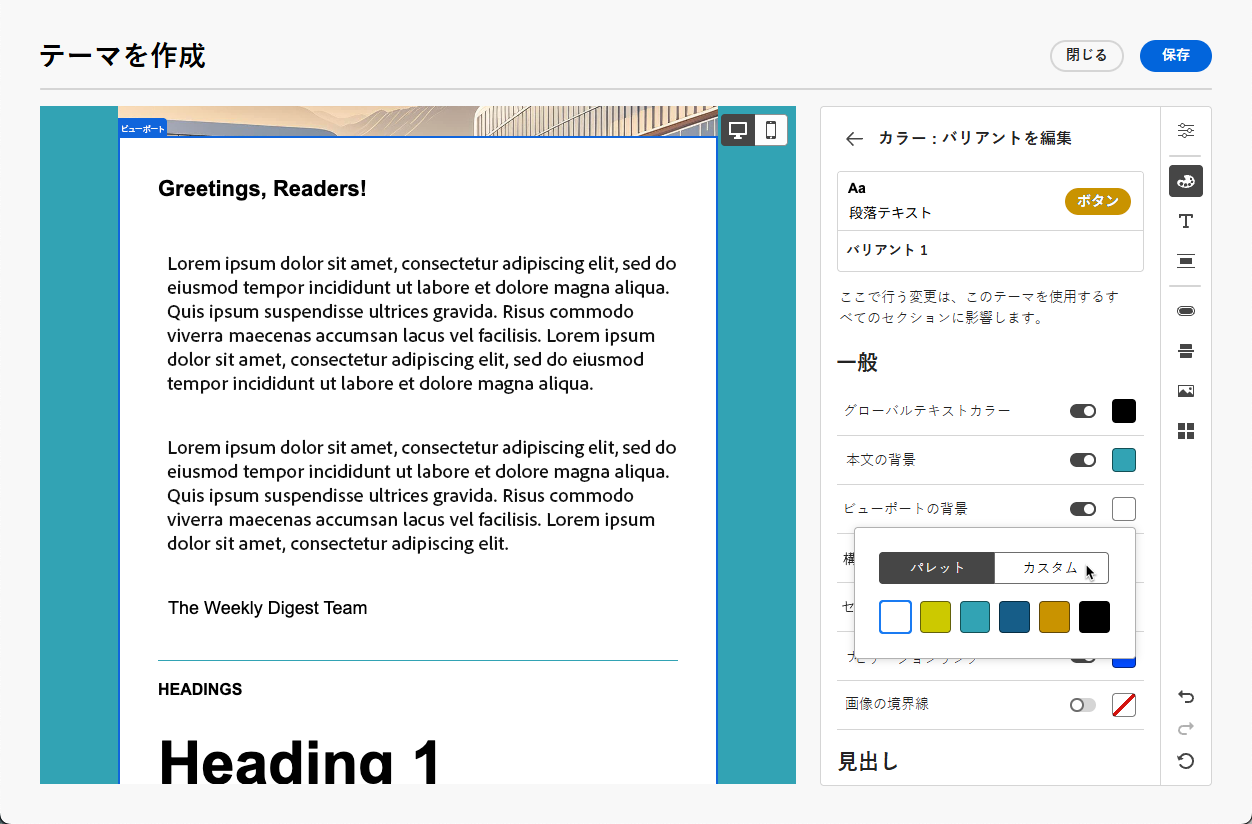 テーマを作成
閉じる
保存
ビューポート
Greetings, Readers!
Lorem ipsum dolor sit amet, consectetur adipiscing elit, sed do
eiusmod tempor incididunt ut labore et dolore magna aliqua.
Quis ipsum suspendisse ultrices gravida. Risus commodo
viverra maecenas accumsan lacus vel facilisis. Lorem ipsum
dolor sit amet, consectetur adipiscing elit, sed do eiusmod
tempor incididunt ut labore et dolore magna aliqua.
Lorem ipsum dolor sit amet, consectetur adipiscing elit, sed do
eiusmod tempor incididunt ut labore et dolore magna aliqua.
Quis ipsum suspendisse ultrices gravida. Risus commodo
viverra maecenas accumsan lacus vel facilisis. Lorem ipsum
dolor sit amet, consectetur adipiscing elit.
The Weekly Digest Team
HEADINGS
Heading 1
カラー : バリアントを編集
Aa
段落テキスト
ボタン
バリアント 1
ここで行う変更は、このテーマを使用するす
べてのセクションに影響します。
一般
グローバルテキストカラー
本文の背景
ビューポートの背景
パレット
カスタム
画像の境界線
見出し